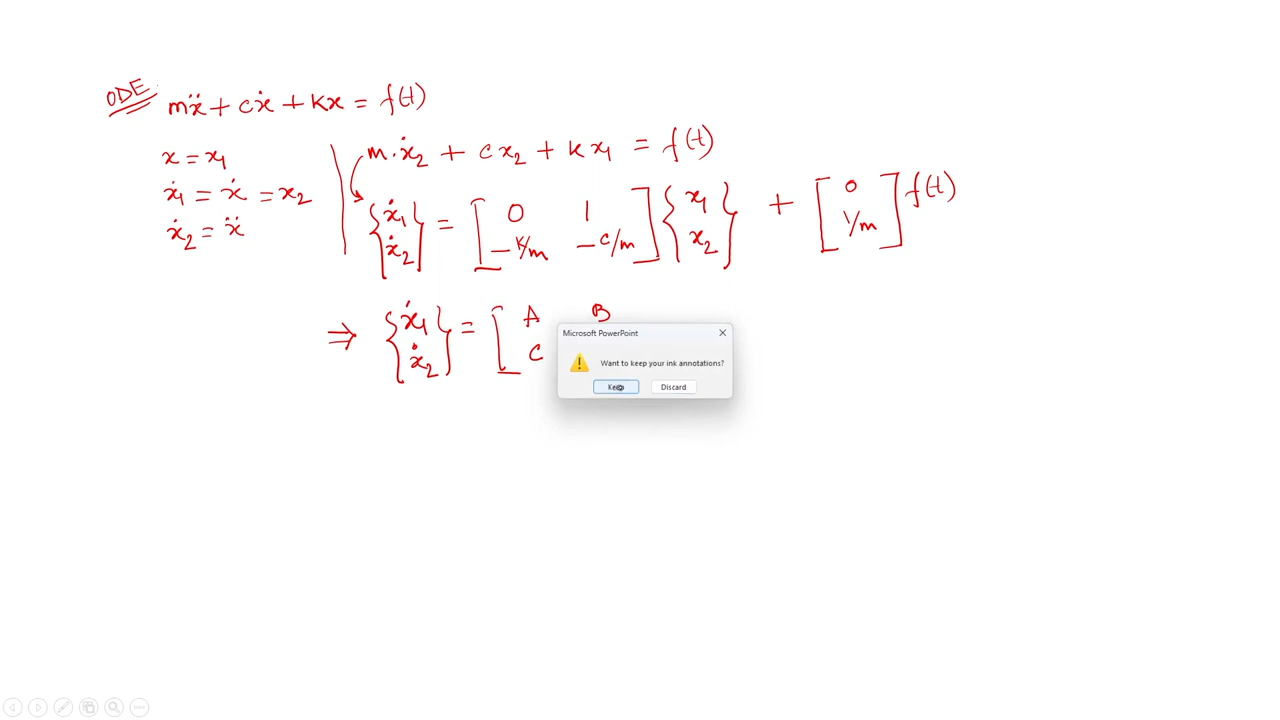 ODE
mẍ + cẋ + kx = f(t)
x = x₁
ẋ₁ = ẋ = x₂
ẋ₂ = ẍ
m·ẋ₂ + cx₂ + kx₁ = f(t)
{ẋ₁ ẋ₂} = [0 1
-k/m -c/m] {x₁ x₂} + [0 1/m] f(t)
⇒ {ẋ₁ ẋ₂} = [A B
C
Microsoft PowerPoint
Want to keep your ink annotations?
Keep Discard